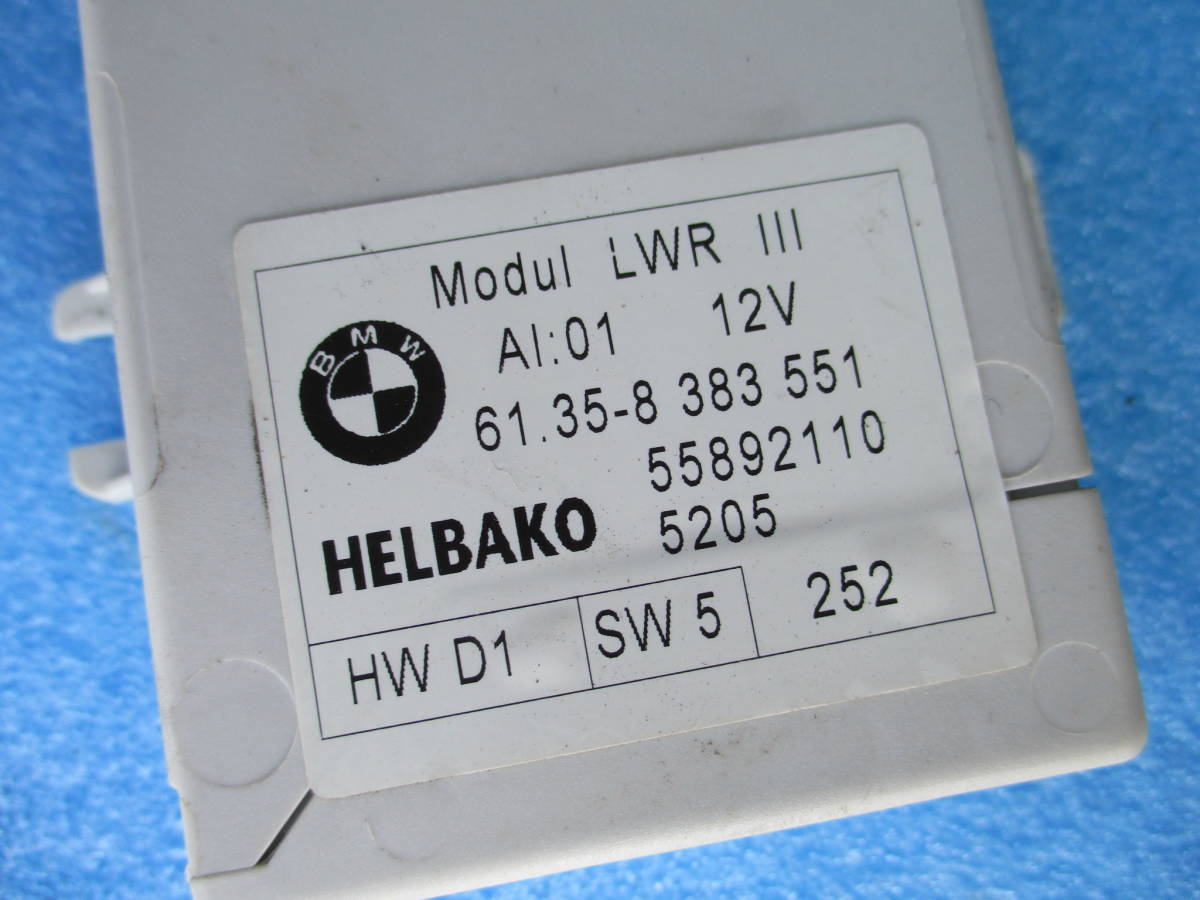 Modul LWR III
AI:01 12V
BMW
61.35-8 383 551
55892110
HELBAKO 5205
HW D1 SW 5 252